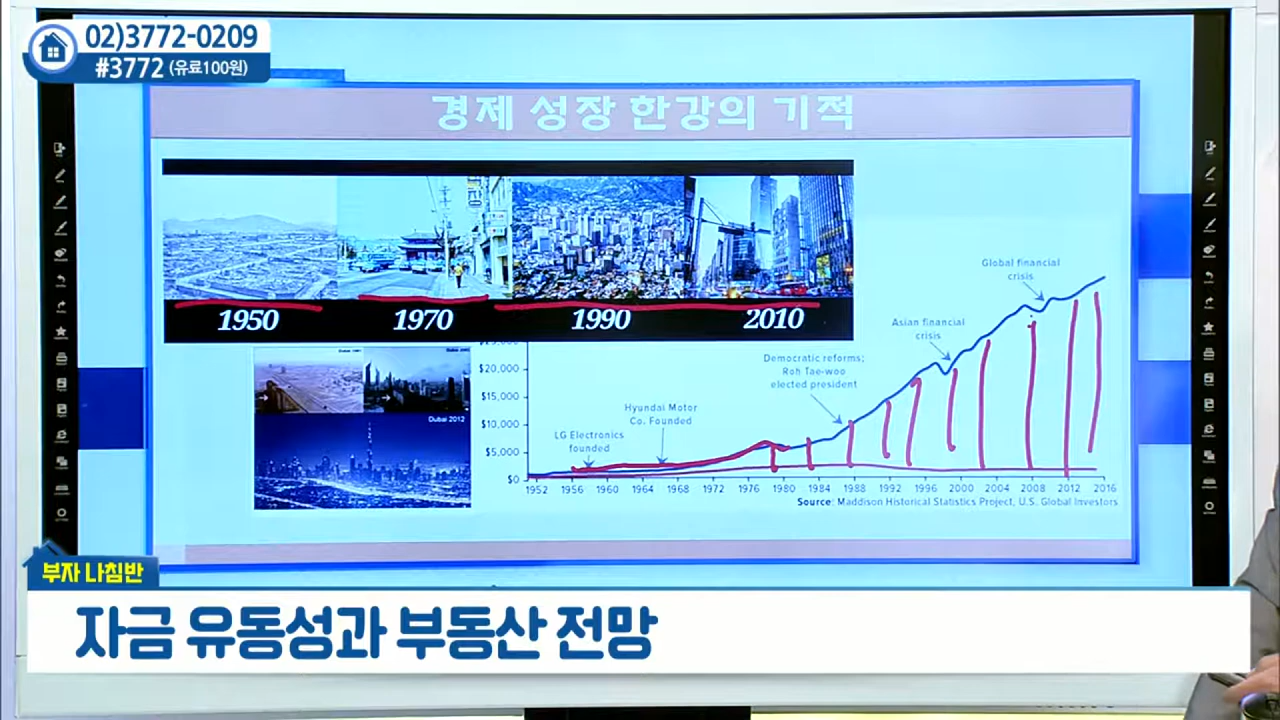 02)3772-0209
#3772 (유료100원)
경제 성장 한강의 기적
1950
1970
1990
2010
Dubai 2012
$20,000
$15,000
$10,000
$5,000
$0
LG Electronics
founded
Hyundai Motor
Co. Founded
Democratic reforms;
Roh Tae-woo
elected president
Asian financial
crisis
Global financial
crisis
1952 1956 1960 1964 1968 1972 1976 1980 1984 1988 1992 1996 2000 2004 2008 2012 2016
Source: Maddison Historical Statistics Project, U.S. Global Investors
부자 나침반
자금 유동성과 부동산 전망